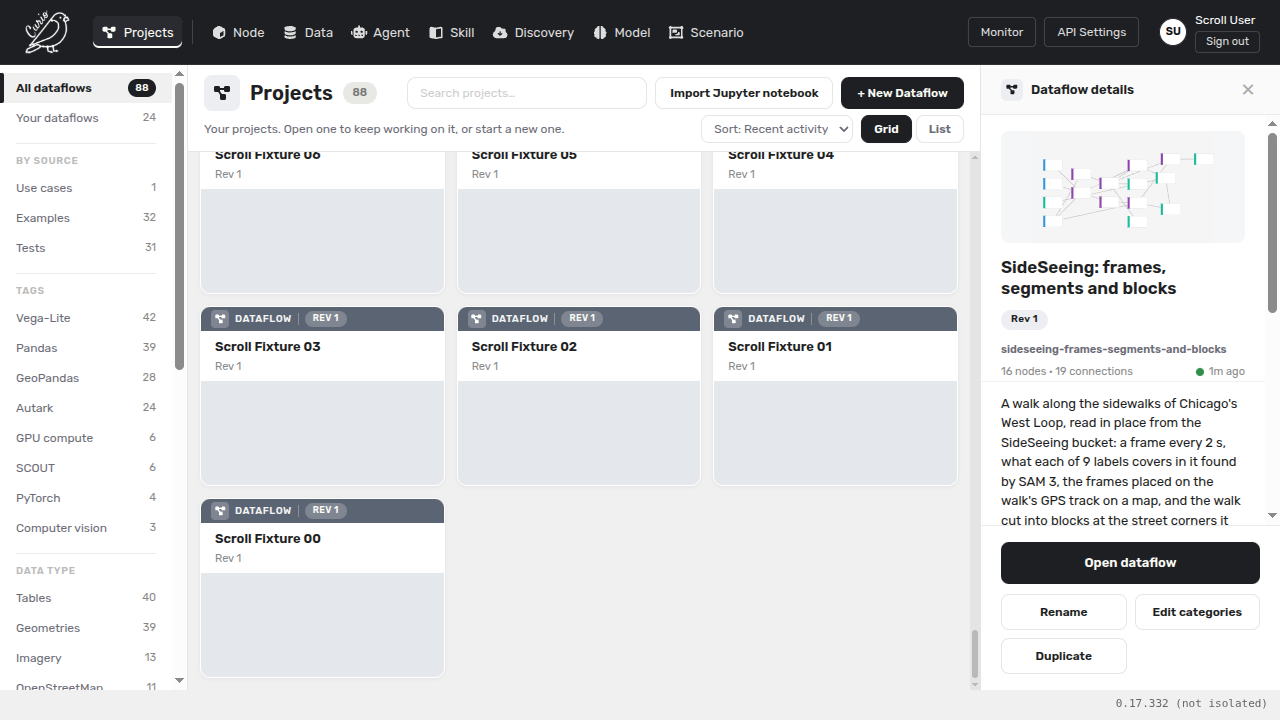 Curio
Projects
Node
Data
Agent
Skill
Discovery
Model
Scenario
Monitor
API Settings
SU
Scroll User
Sign out
All dataflows 88
Your dataflows 24
BY SOURCE
Use cases 1
Examples 32
Tests 31
TAGS
Vega-Lite 42
Pandas 39
GeoPandas 28
Autark 24
GPU compute 6
SCOUT 6
PyTorch 4
Computer vision 3
DATA TYPE
Tables 40
Geometries 39
Imagery 13
OpenStreetMap 11
Projects 88
Search projects...
Import Jupyter notebook
+ New Dataflow
Your projects. Open one to keep working on it, or start a new one.
Sort: Recent activity
Grid
List
Scroll Fixture 06
Rev 1
Scroll Fixture 05
Rev 1
Scroll Fixture 04
Rev 1
DATAFLOW REV 1
Scroll Fixture 03
Rev 1
DATAFLOW REV 1
Scroll Fixture 02
Rev 1
DATAFLOW REV 1
Scroll Fixture 01
Rev 1
DATAFLOW REV 1
Scroll Fixture 00
Rev 1
Dataflow details
SideSeeing: frames,
segments and blocks
Rev 1
sideseeing-frames-segments-and-blocks
16 nodes • 19 connections
1m ago
A walk along the sidewalks of Chicago's
West Loop, read in place from the
SideSeeing bucket: a frame every 2 s,
what each of 9 labels covers in it found
by SAM 3, the frames placed on the
walk's GPS track on a map, and the walk
cut into blocks at the street corners it
Open dataflow
Rename
Edit categories
Duplicate
0.17.332 (not isolated)